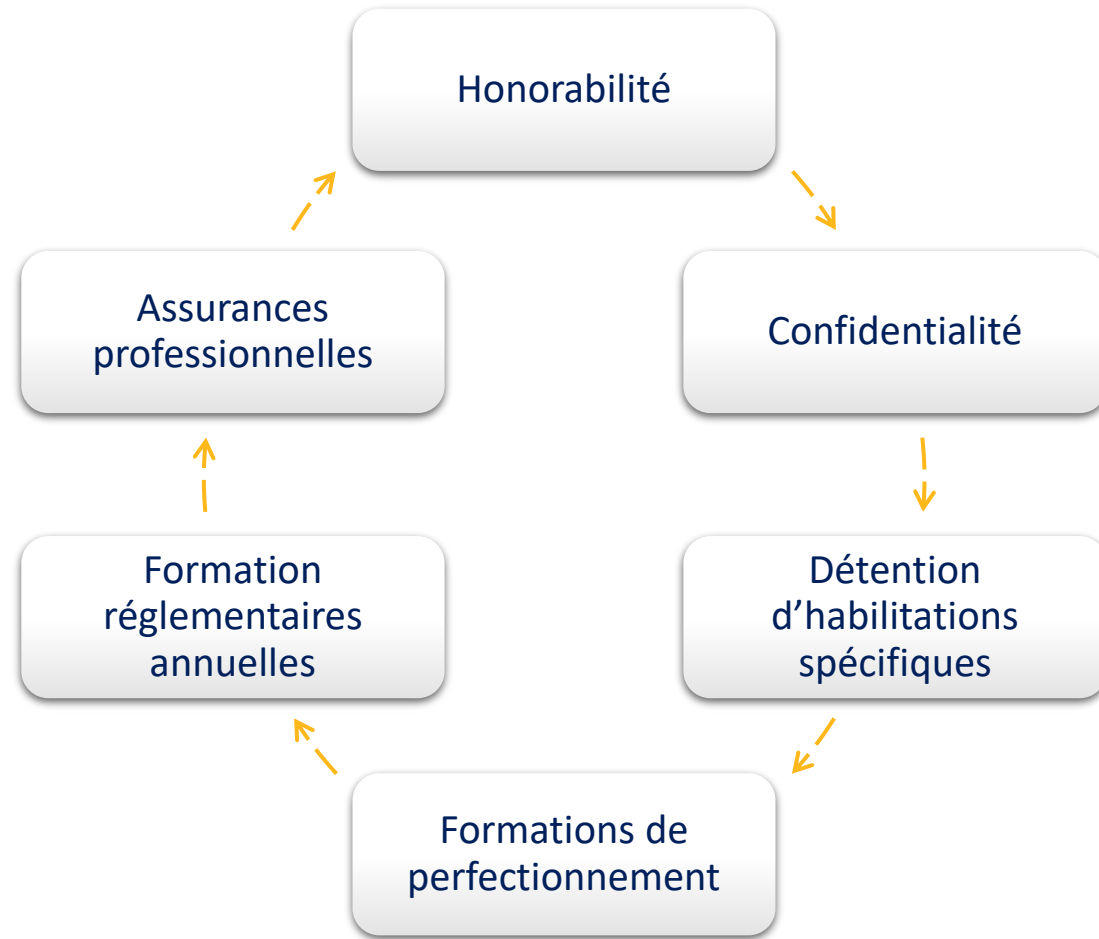 Honorabilité
Confidentialité
Détention
d’habilitations
spécifiques
Formations de
perfectionnement
Formation
réglementaires
annuelles
Assurances
professionnelles